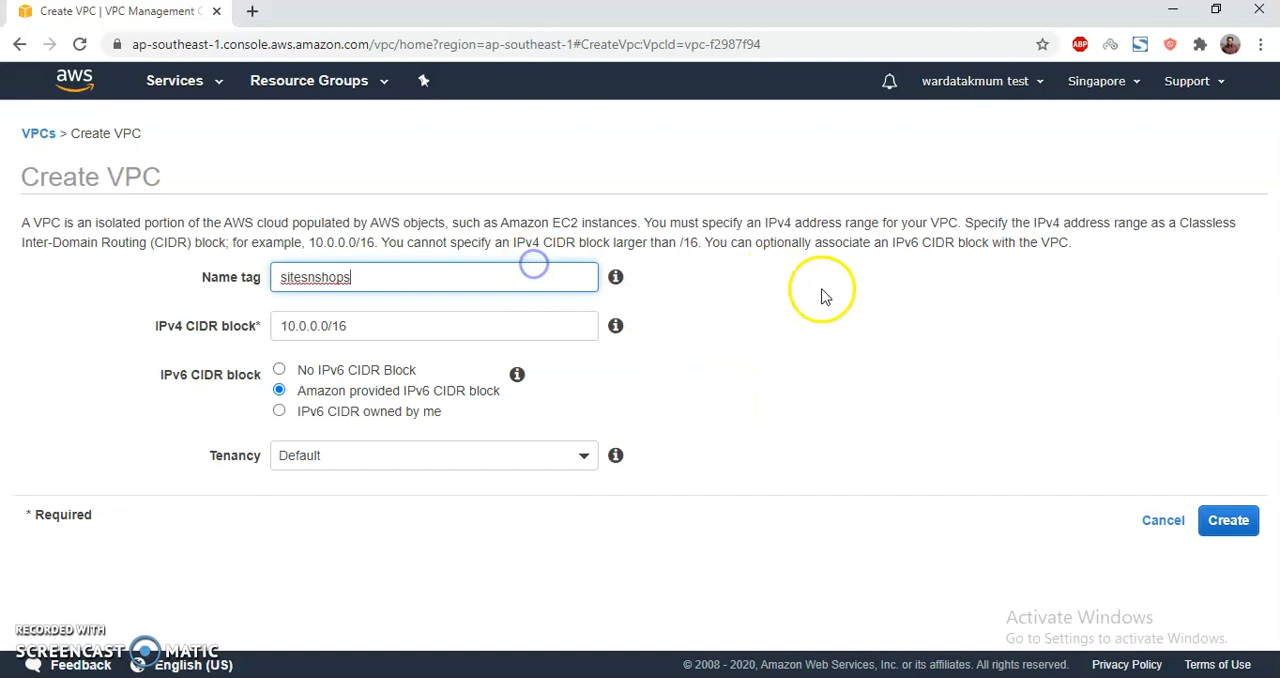 Create VPC | VPC Management C
ap-southeast-1.console.aws.amazon.com/vpc/home?region=ap-southeast-1#CreateVpc:VpcId=vpc-f2987f94
ABP
aws Services Resource Groups wardatakmum test Singapore Support
VPCs > Create VPC
Create VPC
A VPC is an isolated portion of the AWS cloud populated by AWS objects, such as Amazon EC2 instances. You must specify an IPv4 address range for your VPC. Specify the IPv4 address range as a Classless
Inter-Domain Routing (CIDR) block; for example, 10.0.0.0/16. You cannot specify an IPv4 CIDR block larger than /16. You can optionally associate an IPv6 CIDR block with the VPC.
Name tag sitesnshops
IPv4 CIDR block* 10.0.0.0/16
IPv6 CIDR block No IPv6 CIDR Block
Amazon provided IPv6 CIDR block
IPv6 CIDR owned by me
Tenancy Default
* Required
Cancel Create
Activate Windows
Go to Settings to activate Windows.
RECORDED WITH
SCREENCAST MATIC
Feedback English (US) © 2008 - 2020, Amazon Web Services, Inc. or its affiliates. All rights reserved. Privacy Policy Terms of Use